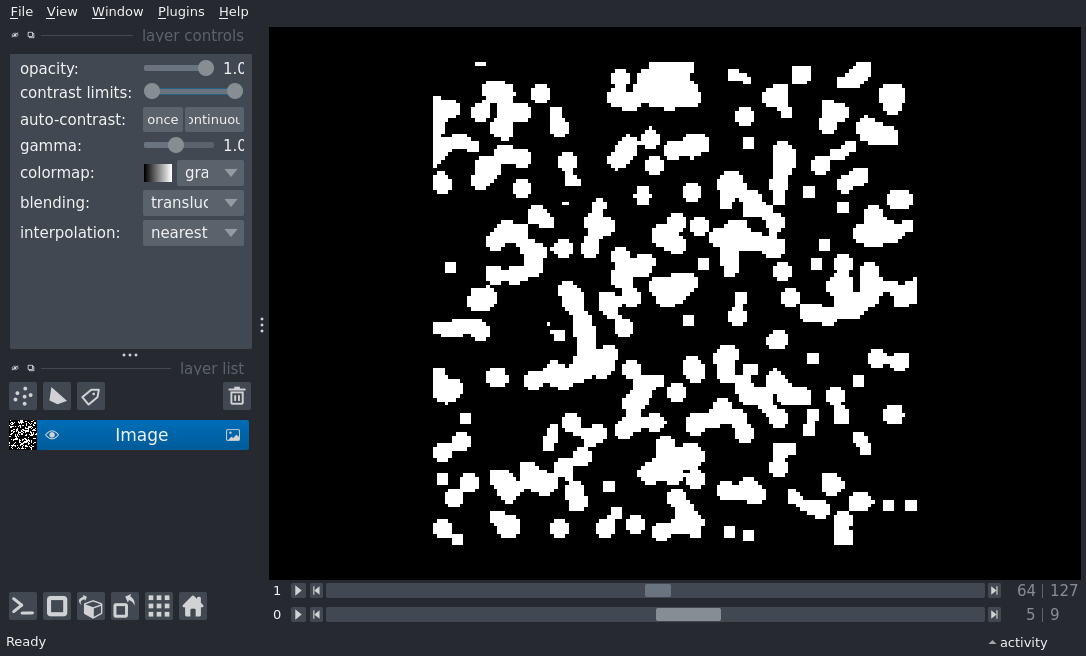 File View Window Plugins Help
layer controls
opacity: 1.0
contrast limits:
auto-contrast: once ontinuou
gamma: 1.0
colormap: gra
blending: transluc
interpolation: nearest
layer list
Image
1 64 | 127
0 5 | 9
Ready activity